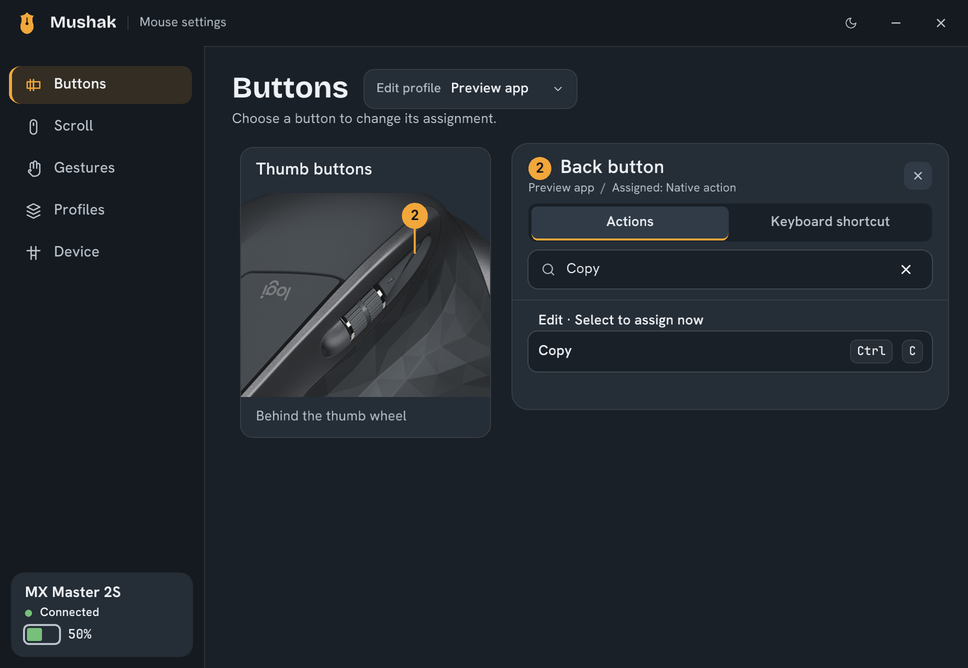 Mushak
Mouse settings
Buttons
Scroll
Gestures
Profiles
Device
MX Master 2S
Connected
50%
Buttons
Edit profile Preview app
Choose a button to change its assignment.
Thumb buttons
2
logi
Behind the thumb wheel
2 Back button
Preview app / Assigned: Native action
Actions
Keyboard shortcut
Copy
Edit · Select to assign now
Copy Ctrl C